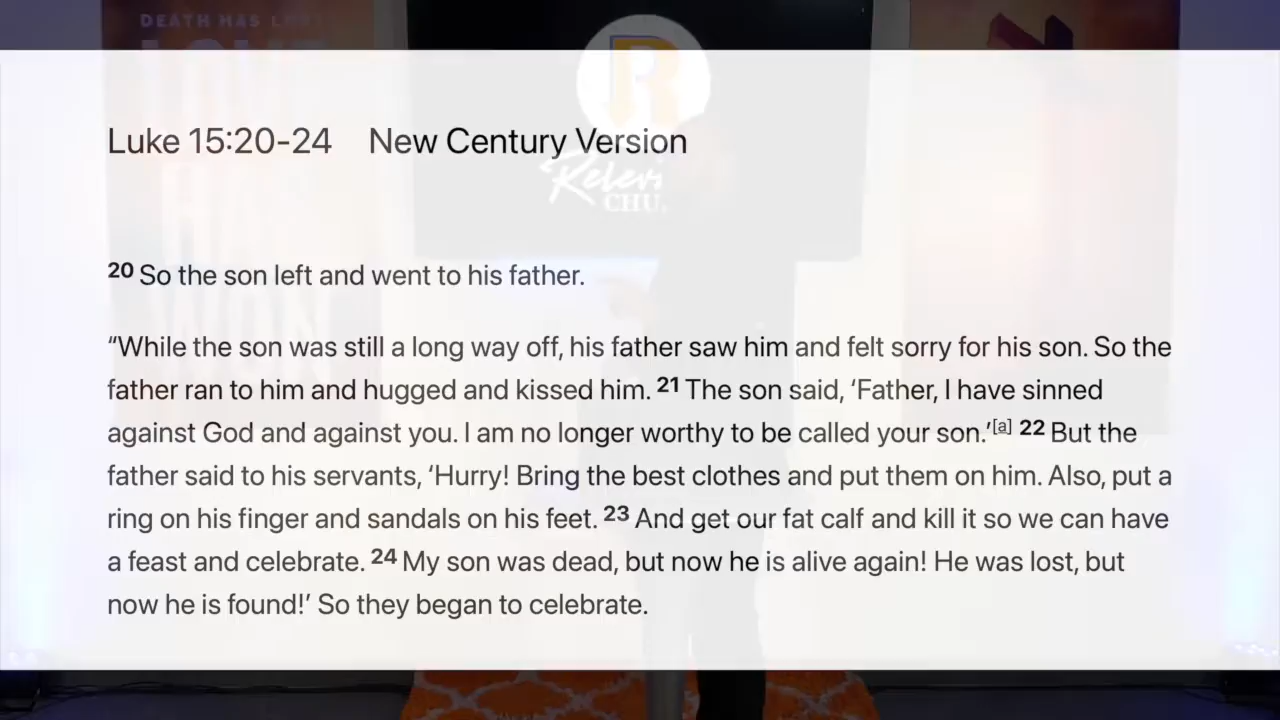 DEATH HAS
R
Luke 15:20-24 New Century Version
CHU
20 So the son left and went to his father.
“While the son was still a long way off, his father saw him and felt sorry for his son. So the
father ran to him and hugged and kissed him. 21 The son said, ‘Father, I have sinned
against God and against you. I am no longer worthy to be called your son.’[a] 22 But the
father said to his servants, ‘Hurry! Bring the best clothes and put them on him. Also, put a
ring on his finger and sandals on his feet. 23 And get our fat calf and kill it so we can have
a feast and celebrate. 24 My son was dead, but now he is alive again! He was lost, but
now he is found!’ So they began to celebrate.